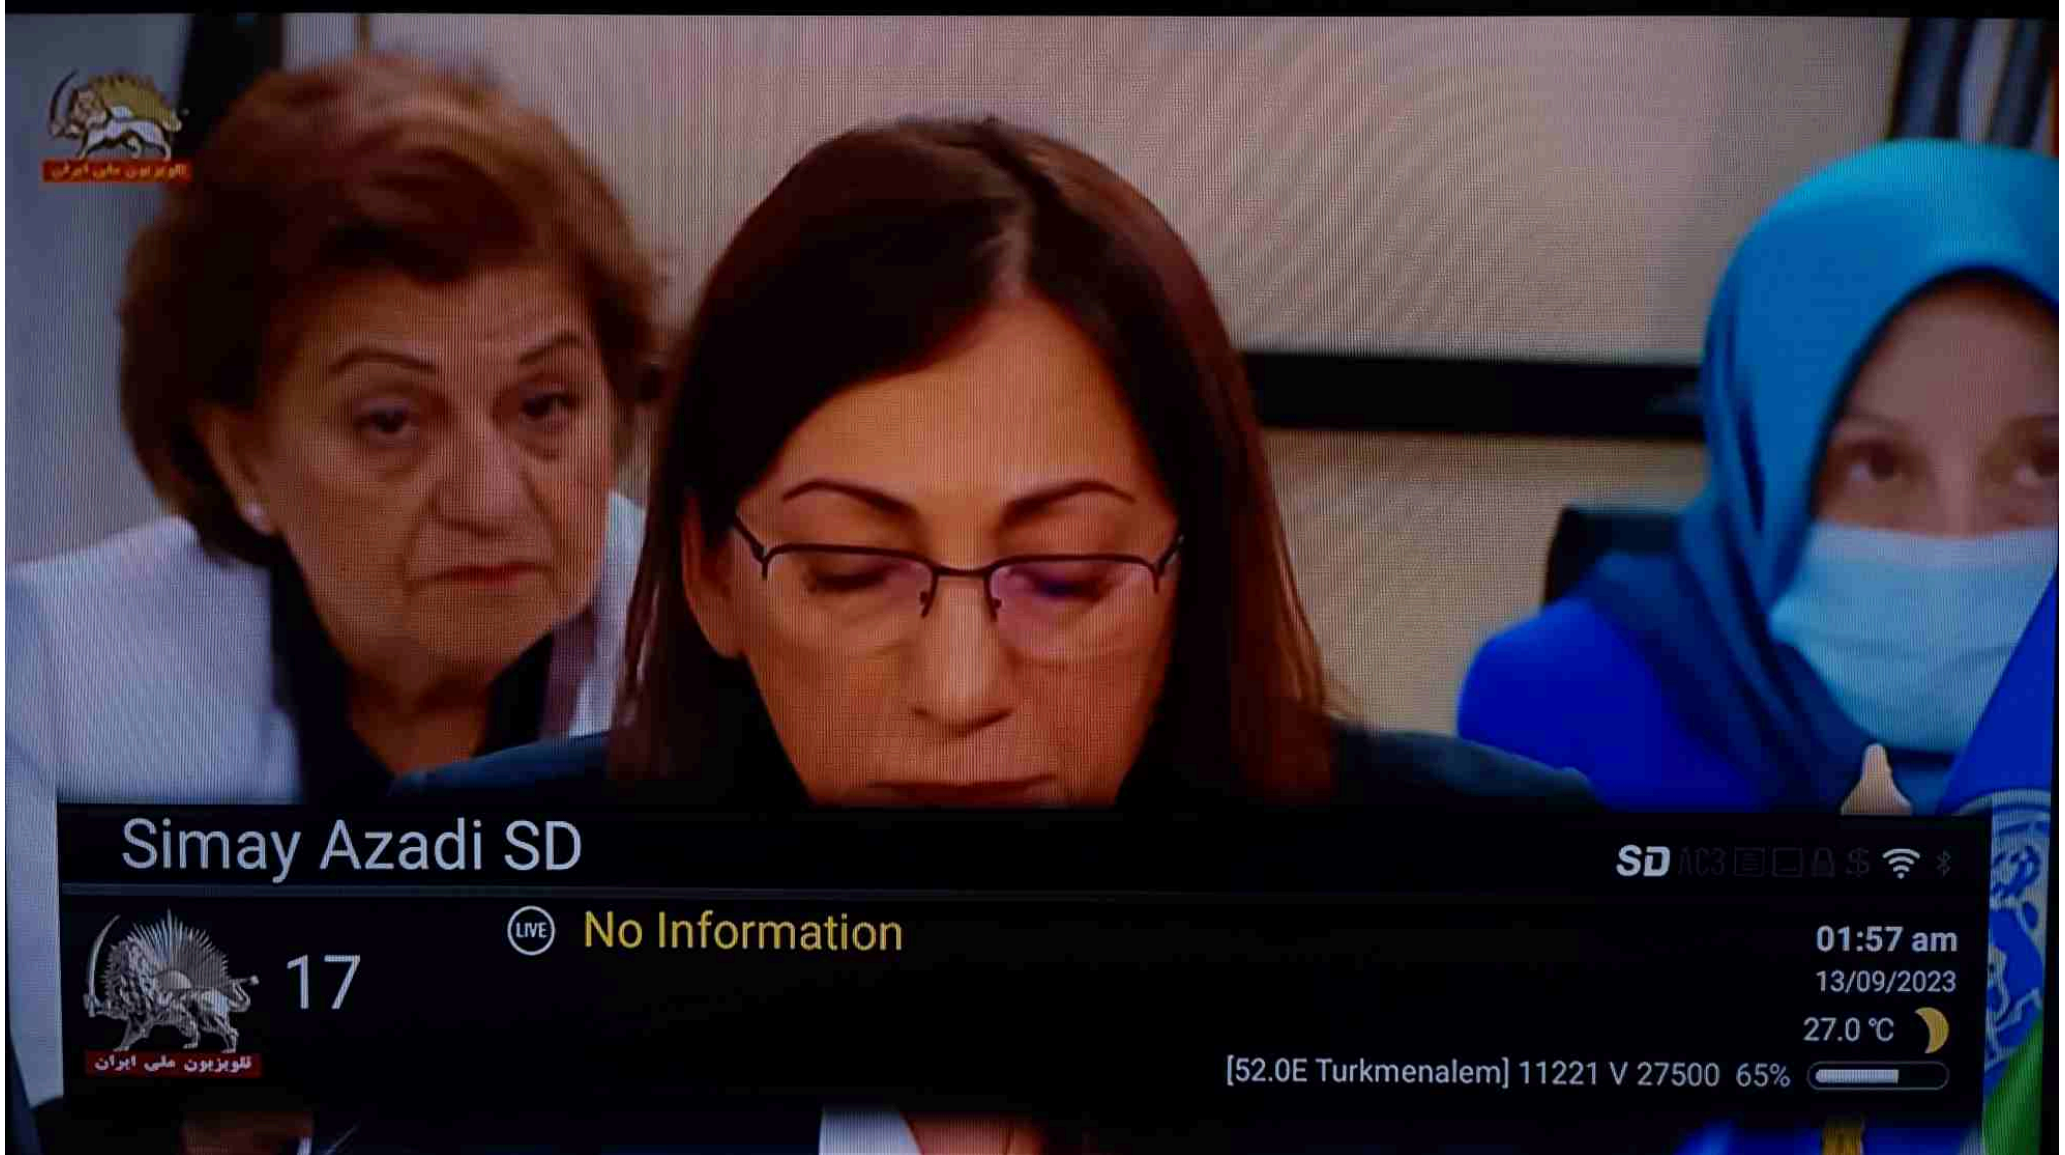 تلویزیون ملی ایران
Simay Azadi SD
SD AC3 $
LIVE No Information
17
01:57 am
13/09/2023
27.0 °C
تلویزیون ملی ایران
[52.0E Turkmenalem] 11221 V 27500 65%